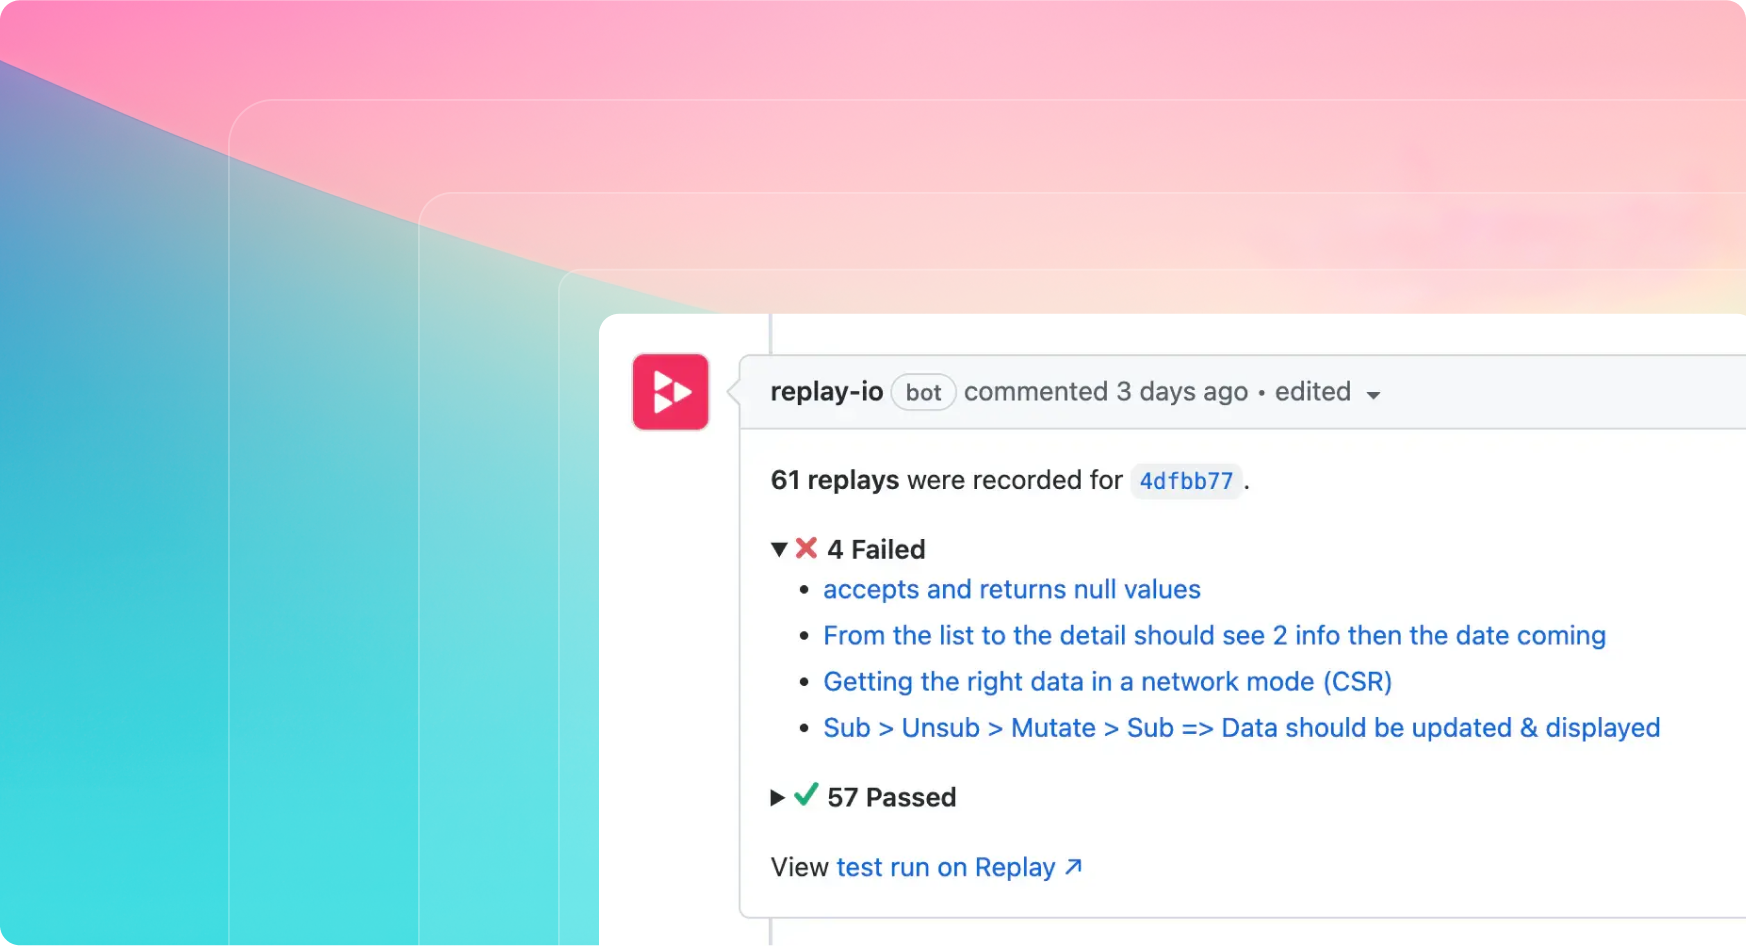 replay-io bot commented 3 days ago • edited
61 replays were recorded for 4dfbb77.
4 Failed
• accepts and returns null values
• From the list to the detail should see 2 info then the date coming
• Getting the right data in a network mode (CSR)
• Sub > Unsub > Mutate > Sub => Data should be updated & displayed
57 Passed
View test run on Replay ↗